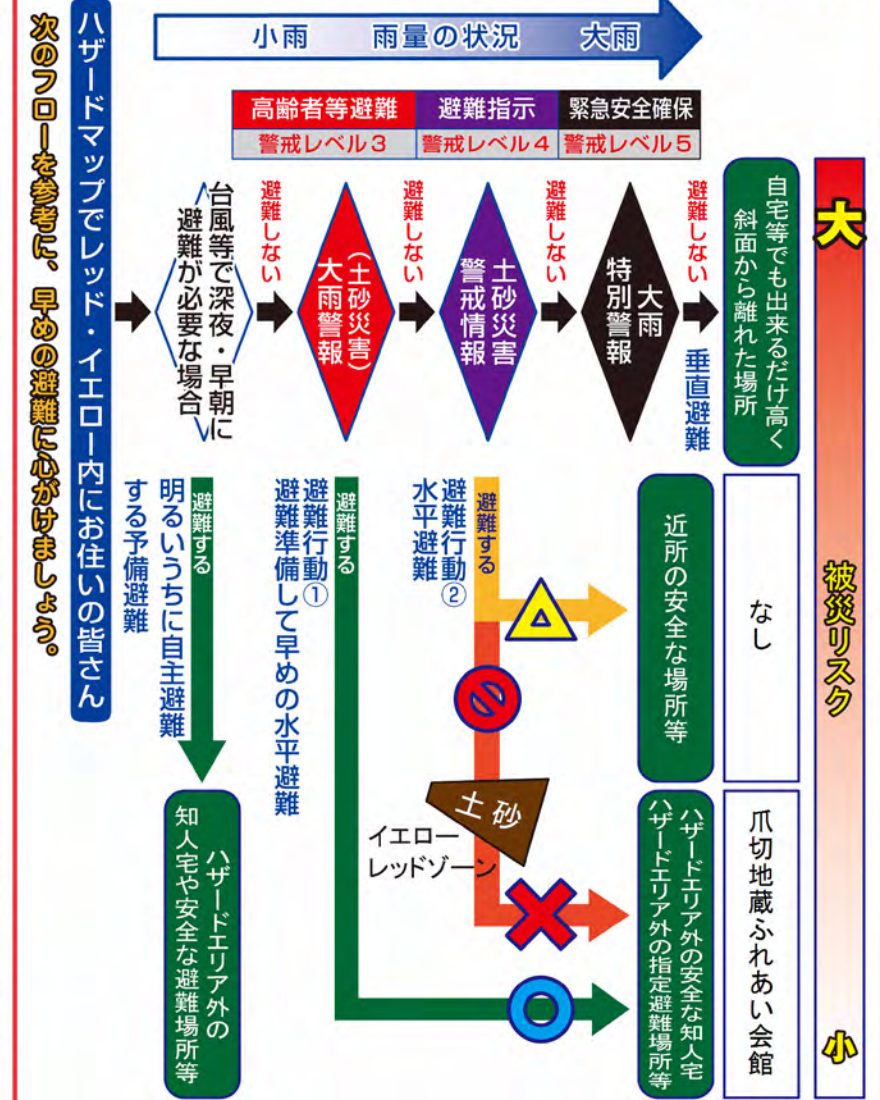 小雨 雨量の状況 大雨
高齢者等避難
警戒レベル3
避難指示
警戒レベル4
緊急安全確保
警戒レベル5
ハザードマップでレッド・イエロー内にお住いの皆さん
次のフローを参考に、早めの避難に心がけましょう。
台風等で深夜・早朝に
避難が必要な場合
避難しない
(土砂災害)
大雨警報
避難しない
土砂災害
警戒情報
避難しない
大雨
特別警報
避難しない
垂直避難
自宅等でも出来るだけ高く
斜面から離れた場所
避難する
明るいうちに自主避難
する予備避難
ハザードエリア外の
知人宅や安全な避難場所等
避難する
避難行動①
避難準備して早めの水平避難
避難する
避難行動②
水平避難
土砂
イエロー
レッドゾーン
近所の安全な場所等
なし
ハザードエリア外の安全な知人宅
ハザードエリア外の指定避難場所等
爪切地蔵ふれあい会館
大
被災リスク
小